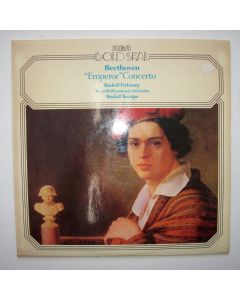 RCA
GOLD SEAL
Beethoven
"Emperor" Concerto
Rudolf Firkusny
Royal Philharmonic Orchestra
Rudolf Kempe